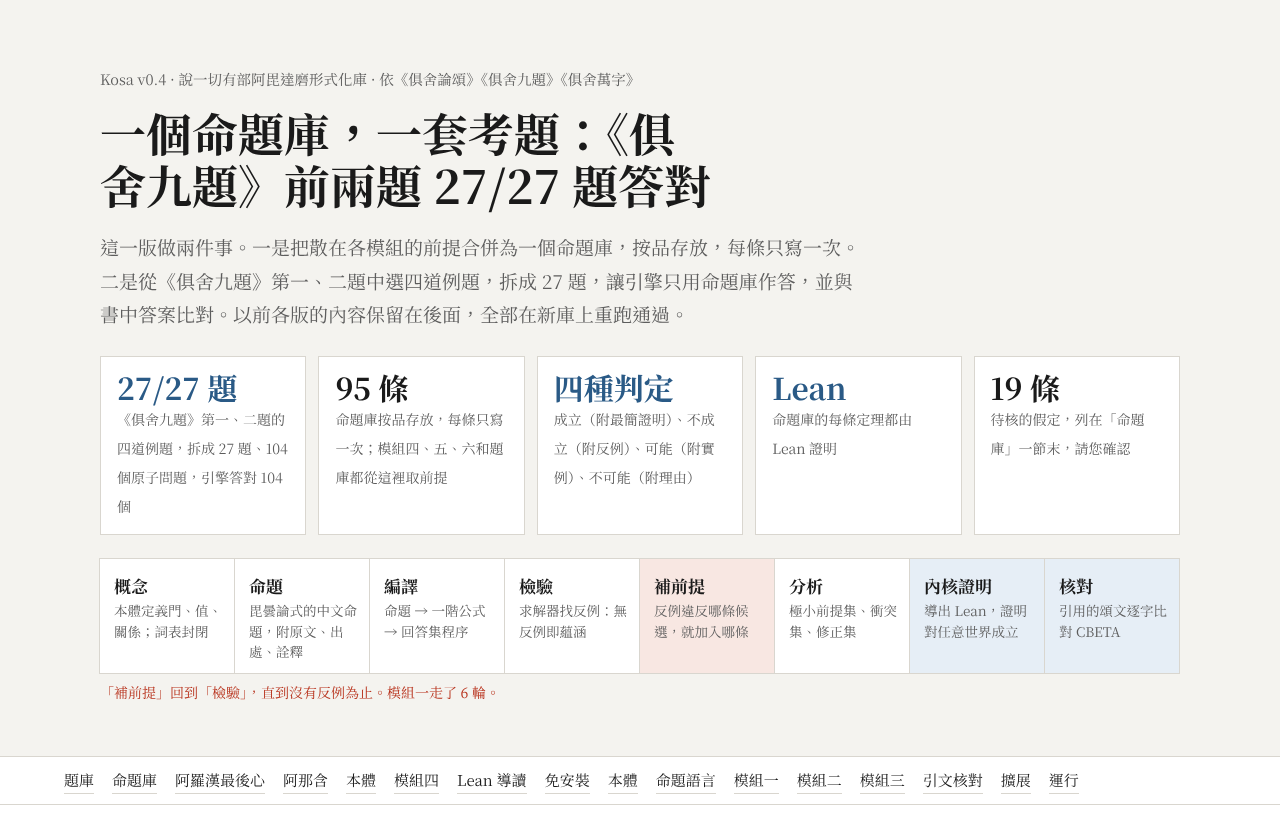 Kosa v0.4 · 說一切有部阿毘達磨形式化庫 · 依《俱舍論頌》《俱舍九題》《俱舍萬字》
一個命題庫，一套考題：《俱
舍九題》前兩題 27/27 題答對
這一版做兩件事。一是把散在各模組的前提合併為一個命題庫，按品存放，每條只寫一次。
二是從《俱舍九題》第一、二題中選四道例題，拆成 27 題，讓引擎只用命題庫作答，並與
書中答案比對。以前各版的內容保留在後面，全部在新庫上重跑通過。
27/27 題
《俱舍九題》第一、二題的
四道例題，拆成 27 題、104
個原子問題，引擎答對 104
個
95 條
命題庫按品存放，每條只寫
一次；模組四、五、六和題
庫都從這裡取前提
四種判定
成立（附最簡證明）、不成
立（附反例）、可能（附實
例）、不可能（附理由）
Lean
命題庫的每條定理都由
Lean 證明
19 條
待核的假定，列在「命題
庫」一節末，請您確認
概念
本體定義門、值、
關係；詞表封閉
命題
毘曇論式的中文命
題，附原文、出
處、詮釋
編譯
命題 → 一階公式
→ 回答集程序
檢驗
求解器找反例：無
反例即蘊涵
補前提
反例違反哪條候
選，就加入哪條
分析
極小前提集、衝突
集、修正集
內核證明
導出 Lean，證明
對任意世界成立
核對
引用的頌文逐字比
對 CBETA
「補前提」回到「檢驗」，直到沒有反例為止。模組一走了 6 輪。
題庫 命題庫 阿羅漢最後心 阿那含 本體 模組四 Lean 導讀 免安裝 本體 命題語言 模組一 模組二 模組三 引文核對 擴展 運行